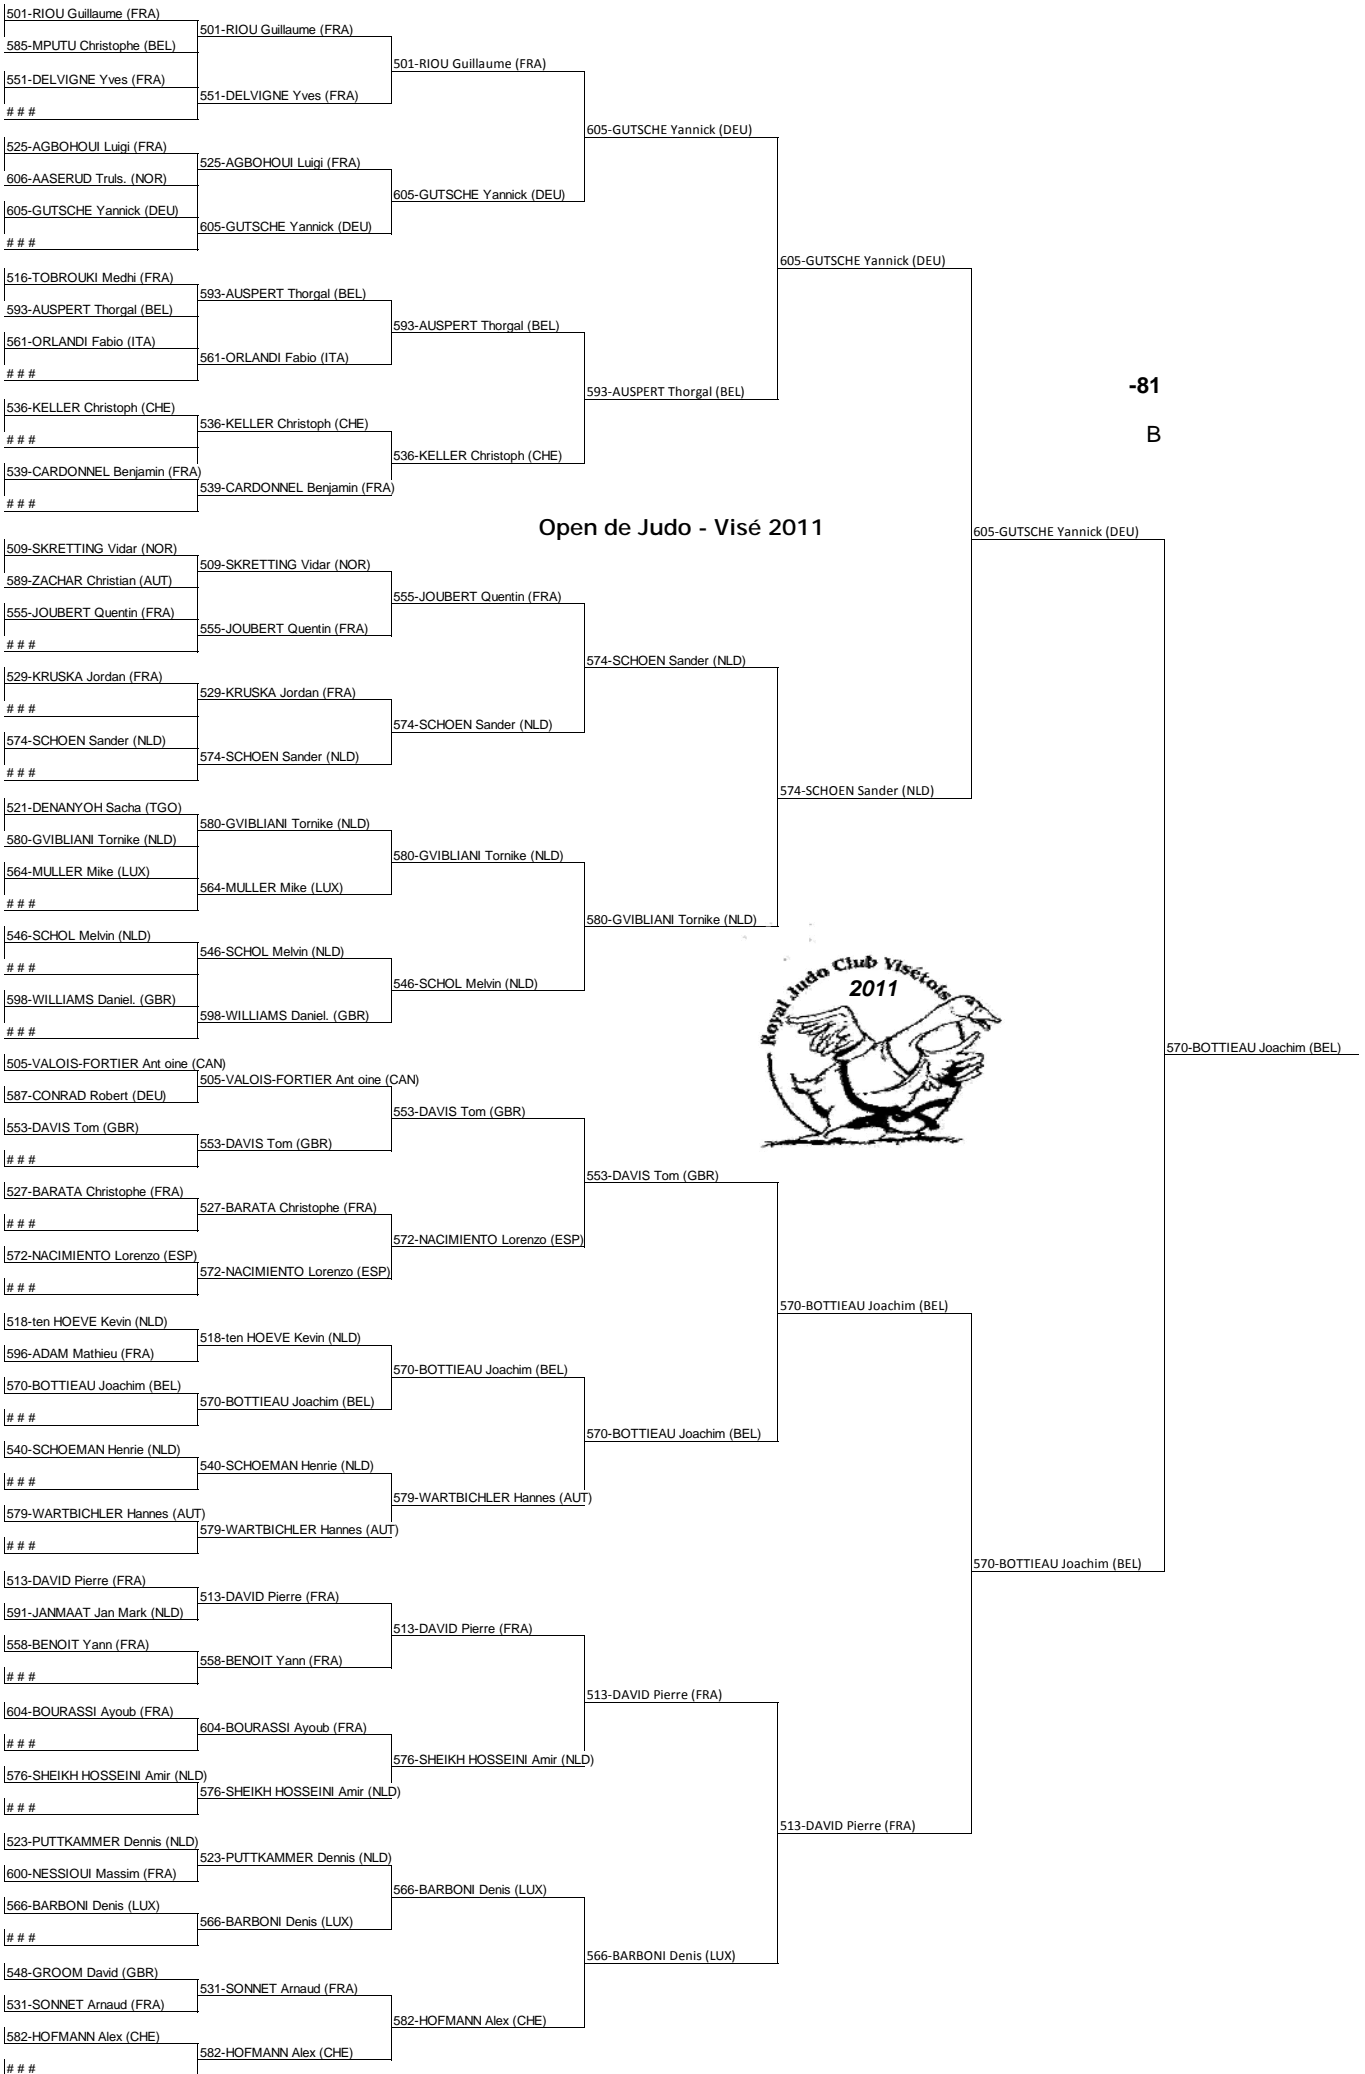 501-RIOU Guillaume (FRA)
501-RIOU Guillaume (FRA)
585-MPUTU Christophe (BEL)
501-RIOU Guillaume (FRA)
551-DELVIGNE Yves (FRA)
551-DELVIGNE Yves (FRA)
# # #
605-GUTSCHE Yannick (DEU)
525-AGBOHOUI Luigi (FRA)
525-AGBOHOUI Luigi (FRA)
606-AASERUD Truls. (NOR)
605-GUTSCHE Yannick (DEU)
605-GUTSCHE Yannick (DEU)
605-GUTSCHE Yannick (DEU)
# # #
605-GUTSCHE Yannick (DEU)
516-TOBROUKI Medhi (FRA)
593-AUSPERT Thorgal (BEL)
593-AUSPERT Thorgal (BEL)
593-AUSPERT Thorgal (BEL)
561-ORLANDI Fabio (ITA)
561-ORLANDI Fabio (ITA)
# # #
-81
593-AUSPERT Thorgal (BEL)
536-KELLER Christoph (CHE)
536-KELLER Christoph (CHE)
B
# # #
536-KELLER Christoph (CHE)
539-CARDONNEL Benjamin (FRA)
539-CARDONNEL Benjamin (FRA)
# # #
Open de Judo - Visé 2011
605-GUTSCHE Yannick (DEU)
509-SKRETTING Vidar (NOR)
509-SKRETTING Vidar (NOR)
589-ZACHAR Christian (AUT)
555-JOUBERT Quentin (FRA)
555-JOUBERT Quentin (FRA)
555-JOUBERT Quentin (FRA)
# # #
574-SCHOEN Sander (NLD)
529-KRUSKA Jordan (FRA)
529-KRUSKA Jordan (FRA)
# # #
574-SCHOEN Sander (NLD)
574-SCHOEN Sander (NLD)
574-SCHOEN Sander (NLD)
# # #
574-SCHOEN Sander (NLD)
521-DENANYOH Sacha (TGO)
580-GVIBLIANI Tornike (NLD)
580-GVIBLIANI Tornike (NLD)
580-GVIBLIANI Tornike (NLD)
564-MULLER Mike (LUX)
564-MULLER Mike (LUX)
# # #
580-GVIBLIANI Tornike (NLD)
546-SCHOL Melvin (NLD)
546-SCHOL Melvin (NLD)
# # #
546-SCHOL Melvin (NLD)
598-WILLIAMS Daniel. (GBR)
598-WILLIAMS Daniel. (GBR)
# # #
Royal Judo Club Visétois
2011
570-BOTTIEAU Joachim (BEL)
505-VALOIS-FORTIER Ant oine (CAN)
505-VALOIS-FORTIER Ant oine (CAN)
587-CONRAD Robert (DEU)
553-DAVIS Tom (GBR)
553-DAVIS Tom (GBR)
553-DAVIS Tom (GBR)
# # #
553-DAVIS Tom (GBR)
527-BARATA Christophe (FRA)
527-BARATA Christophe (FRA)
# # #
572-NACIMIENTO Lorenzo (ESP)
572-NACIMIENTO Lorenzo (ESP)
572-NACIMIENTO Lorenzo (ESP)
# # #
570-BOTTIEAU Joachim (BEL)
518-ten HOEVE Kevin (NLD)
518-ten HOEVE Kevin (NLD)
596-ADAM Mathieu (FRA)
570-BOTTIEAU Joachim (BEL)
570-BOTTIEAU Joachim (BEL)
570-BOTTIEAU Joachim (BEL)
# # #
570-BOTTIEAU Joachim (BEL)
540-SCHOEMAN Henrie (NLD)
540-SCHOEMAN Henrie (NLD)
# # #
579-WARTBICHLER Hannes (AUT)
579-WARTBICHLER Hannes (AUT)
579-WARTBICHLER Hannes (AUT)
# # #
570-BOTTIEAU Joachim (BEL)
513-DAVID Pierre (FRA)
513-DAVID Pierre (FRA)
591-JANMAAT Jan Mark (NLD)
513-DAVID Pierre (FRA)
558-BENOIT Yann (FRA)
558-BENOIT Yann (FRA)
# # #
513-DAVID Pierre (FRA)
604-BOURASSI Ayoub (FRA)
604-BOURASSI Ayoub (FRA)
# # #
576-SHEIKH HOSSEINI Amir (NLD)
576-SHEIKH HOSSEINI Amir (NLD)
576-SHEIKH HOSSEINI Amir (NLD)
# # #
513-DAVID Pierre (FRA)
523-PUTTKAMMER Dennis (NLD)
523-PUTTKAMMER Dennis (NLD)
600-NESSIOUI Massim (FRA)
566-BARBONI Denis (LUX)
566-BARBONI Denis (LUX)
566-BARBONI Denis (LUX)
# # #
566-BARBONI Denis (LUX)
548-GROOM David (GBR)
531-SONNET Arnaud (FRA)
531-SONNET Arnaud (FRA)
582-HOFMANN Alex (CHE)
582-HOFMANN Alex (CHE)
582-HOFMANN Alex (CHE)
# # #